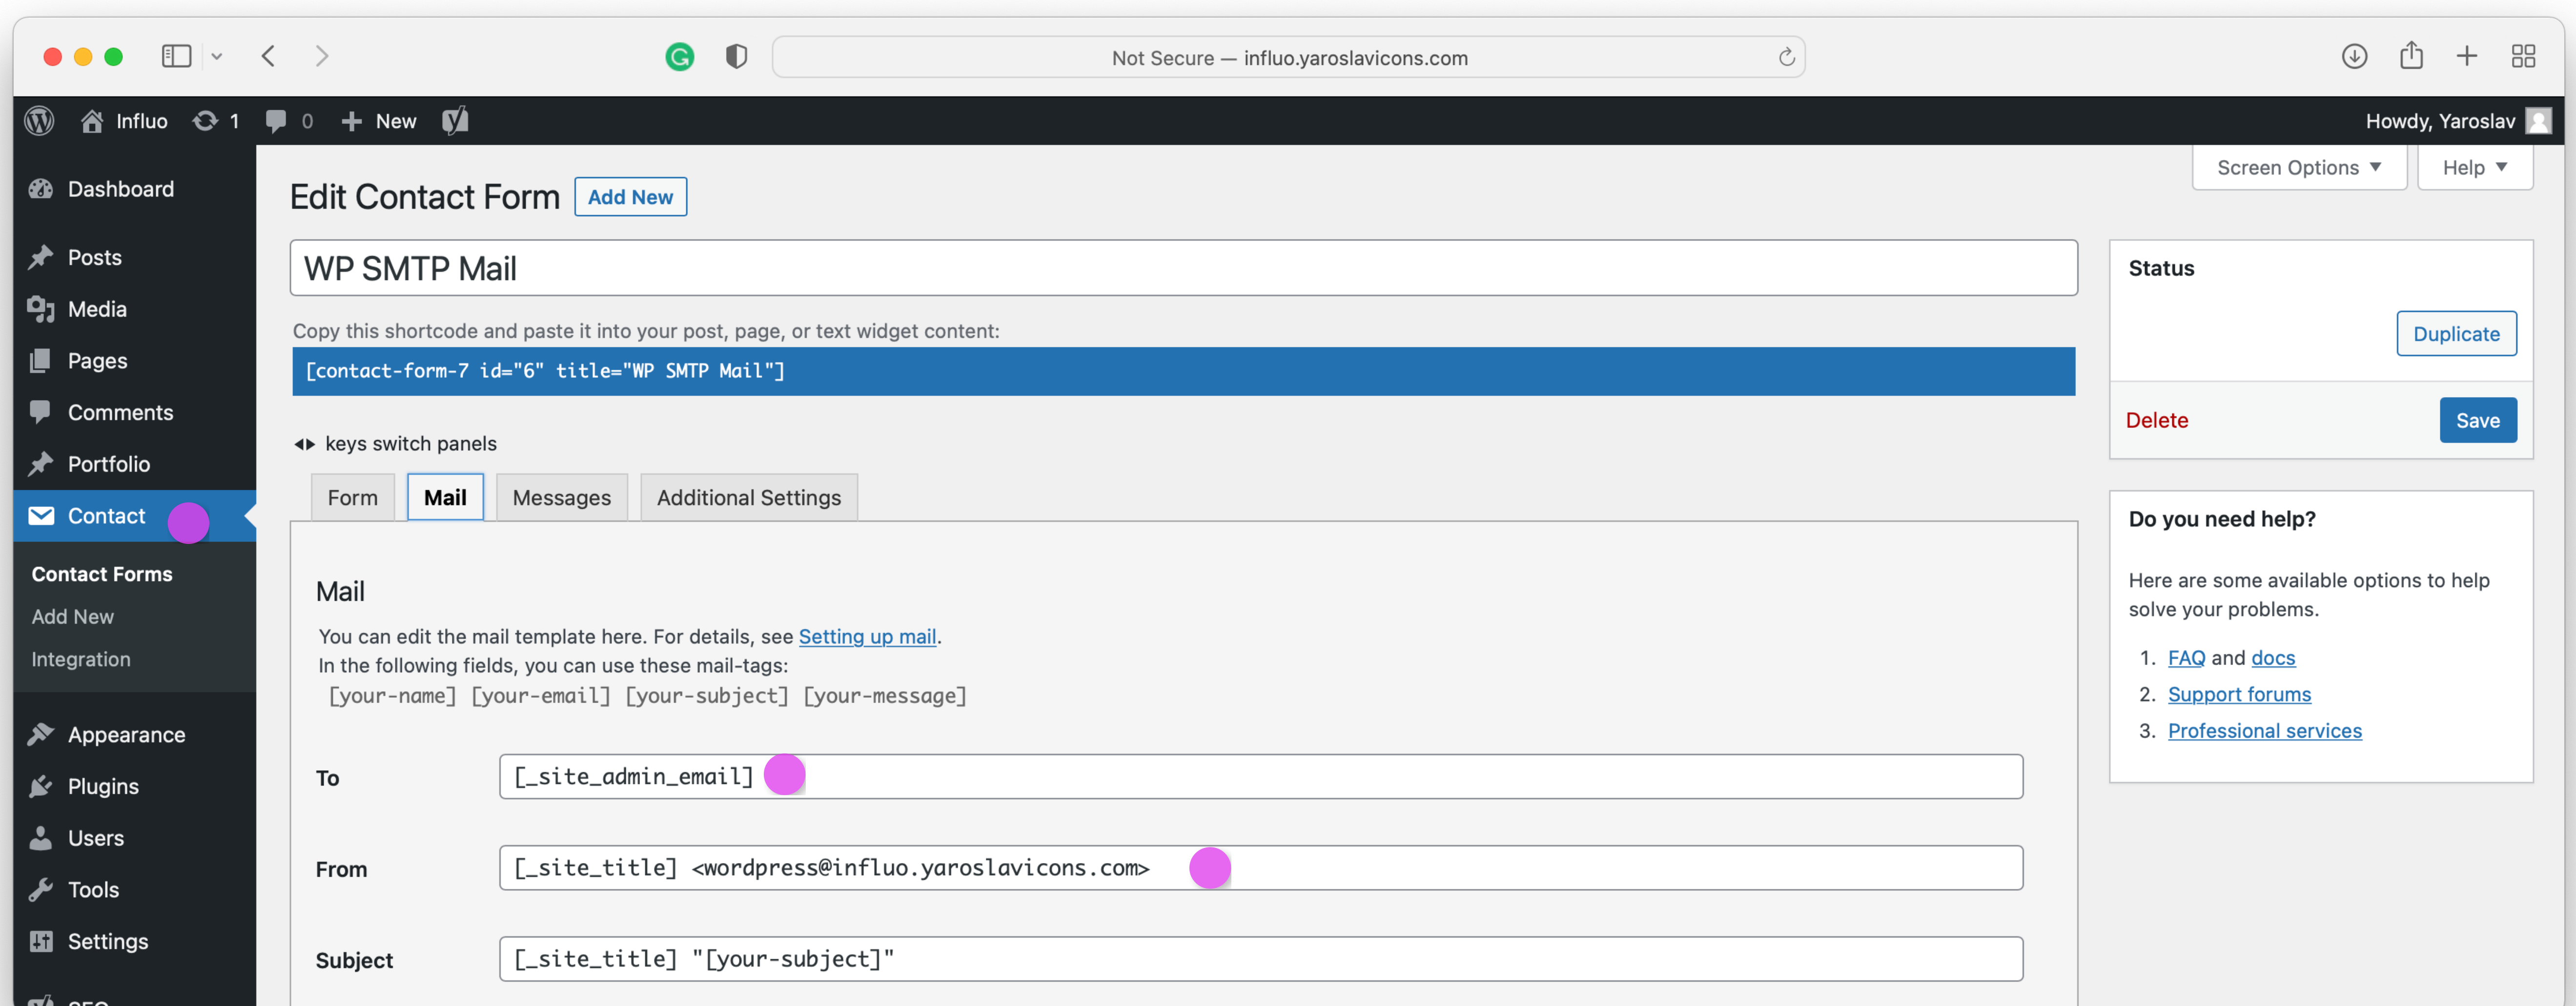 Not Secure — influo.yaroslavicons.com
Influo 1 0 New Howdy, Yaroslav
Screen Options Help
Dashboard
Posts
Media
Pages
Comments
Portfolio
Contact
Contact Forms
Add New
Integration
Appearance
Plugins
Users
Tools
Settings
SEO
Edit Contact Form Add New
WP SMTP Mail
Copy this shortcode and paste it into your post, page, or text widget content:
[contact-form-7 id="6" title="WP SMTP Mail"]
keys switch panels
Form Mail Messages Additional Settings
Mail
You can edit the mail template here. For details, see Setting up mail.
In the following fields, you can use these mail-tags:
[your-name] [your-email] [your-subject] [your-message]
To [_site_admin_email]
From [_site_title] <wordpress@influo.yaroslavicons.com>
Subject [_site_title] "[your-subject]"
Status
Duplicate
Delete Save
Do you need help?
Here are some available options to help
solve your problems.
1. FAQ and docs
2. Support forums
3. Professional services